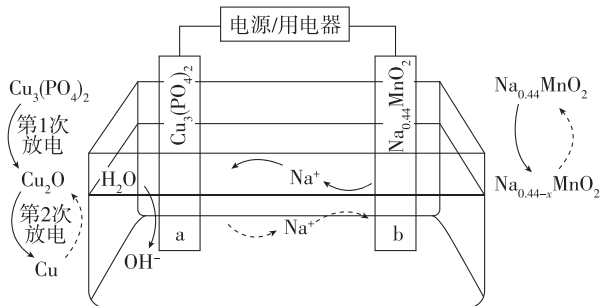 电源/用电器
Cu₃(PO₄)₂
第1次
放电
Cu₂O
第2次
放电
Cu
H₂O
OH⁻
Cu₃(PO₄)₂
a
Na⁺
Na⁺
Na₀.₄₄MnO₂
b
Na₀.₄₄MnO₂
Na₀.₄₄₋ₓMnO₂